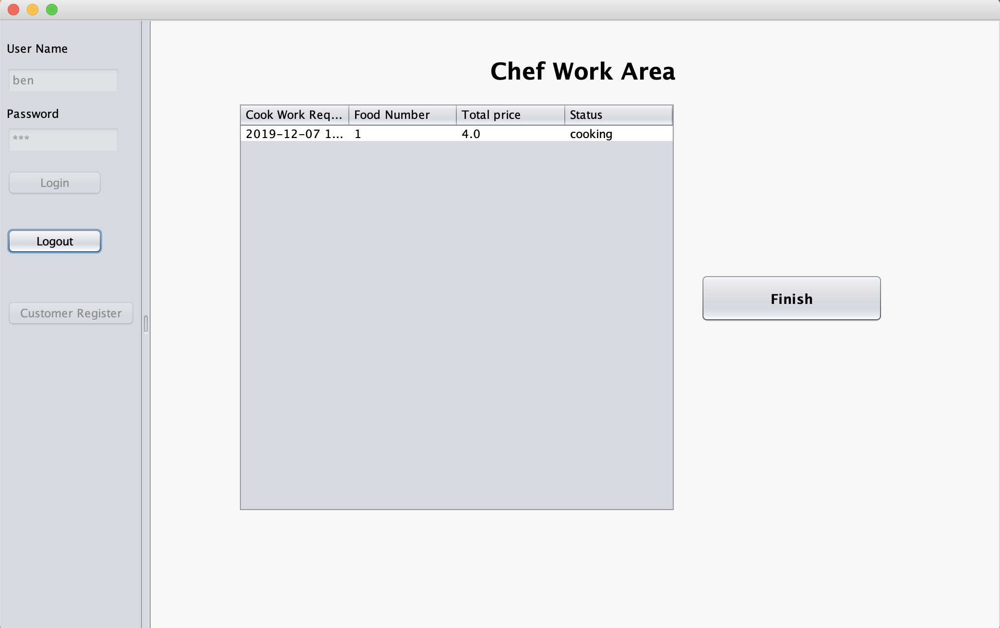 User Name
ben
Password
***
Login
Logout
Customer Register
Chef Work Area
Cook Work Req... Food Number Total price Status
2019-12-07 1... 1 4.0 cooking
Finish